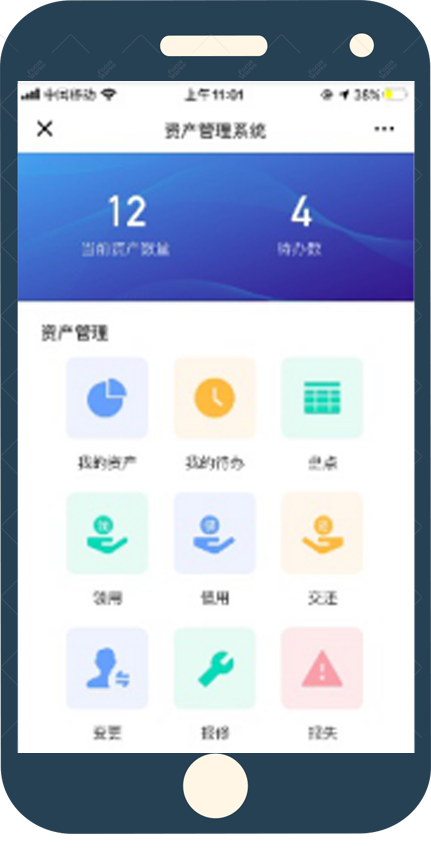 中国移动 上午11:01 38%
资产管理系统
12 4
当前资产数量 待办数
资产管理
我的资产 我的待办 盘点
领用 借用 交还
变更 报修 报失